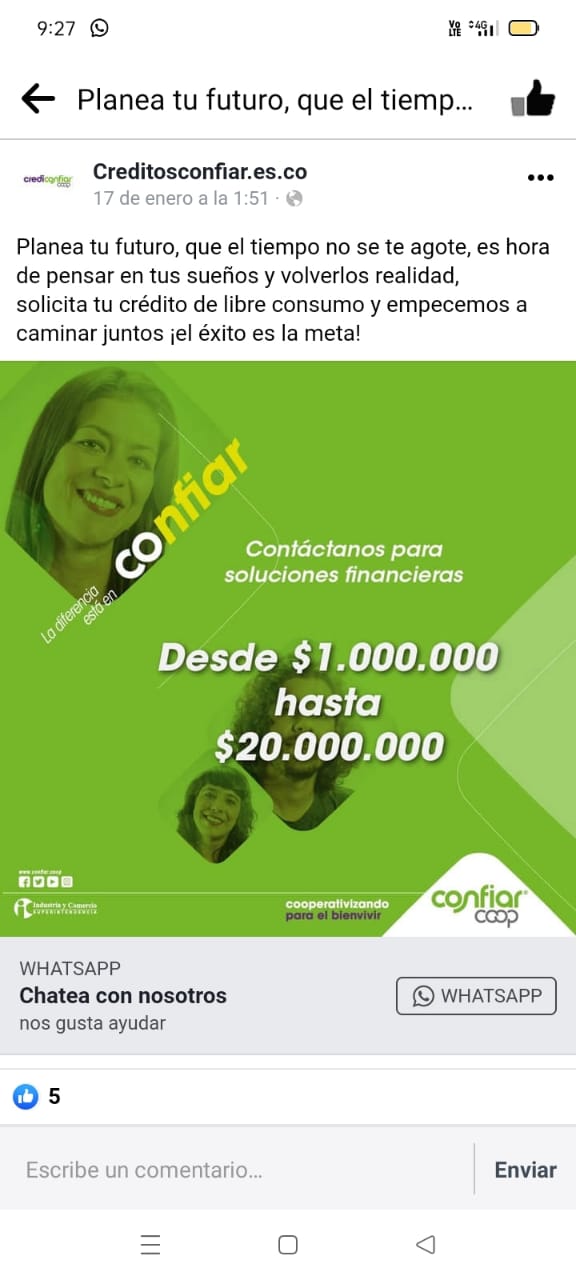 9:27
Vo LTE 4G
Planea tu futuro, que el tiemp...
crediconfiar coop
Creditosconfiar.es.co
17 de enero a la 1:51 ·
Planea tu futuro, que el tiempo no se te agote, es hora
de pensar en tus sueños y volverlos realidad,
solicita tu crédito de libre consumo y empecemos a
caminar juntos ¡el éxito es la meta!
La diferencia
está en
confiar
Contáctanos para
soluciones financieras
Desde $1.000.000
hasta
$20.000.000
www.confiar.coop
Industria y Comercio
SUPERINTENDENCIA
cooperativizando
para el bienvivir
confiar®
coop
WHATSAPP
Chatea con nosotros
nos gusta ayudar
WHATSAPP
5
Escribe un comentario...
Enviar